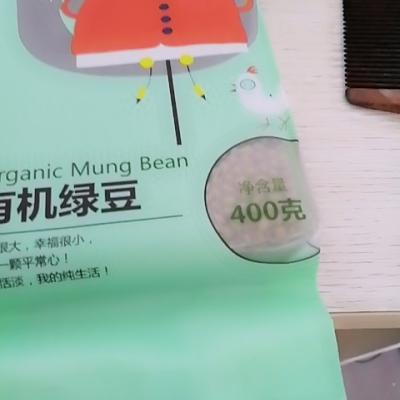 rganic Mung Bean
有机绿豆
净含量
400克
很大，幸福很小，
一颗平常心！
恬淡，我的纯生活！